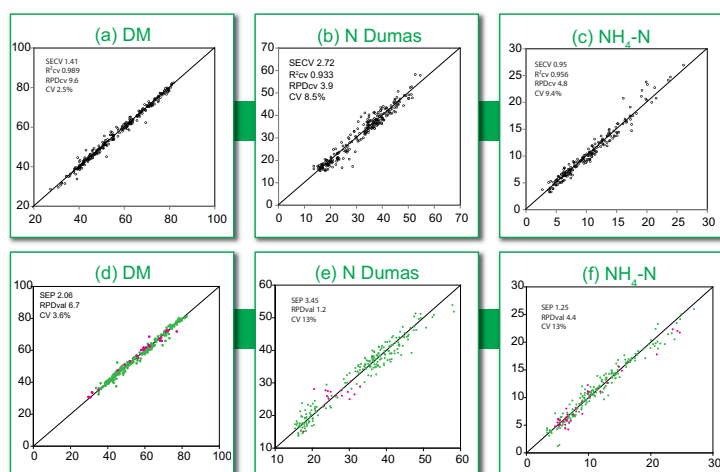 (a) DM
100
80
60
40
20
20 40 60 80 100
SECV 1.41
R²cv 0.989
RPDcv 9.6
CV 2.5%
(b) N Dumas
70
60
50
40
30
20
10
0
0 10 20 30 40 50 60 70
SECV 2.72
R²cv 0.933
RPDcv 3.9
CV 8.5%
(c) NH₄-N
30
20
10
0
0 5 10 15 20 25 30
SECV 0.95
R²cv 0.956
RPDcv 4.8
CV 9.4%
(d) DM
100
80
60
40
20
0
0 20 40 60 80 100
SEP 2.06
RPDval 6.7
CV 3.6%
(e) N Dumas
60
50
40
30
20
10
10 20 30 40 50 60
SEP 3.45
RPDval 1.2
CV 13%
(f) NH₄-N
30
25
20
15
10
5
0
0 10 20 30
SEP 1.25
RPDval 4.4
CV 13%